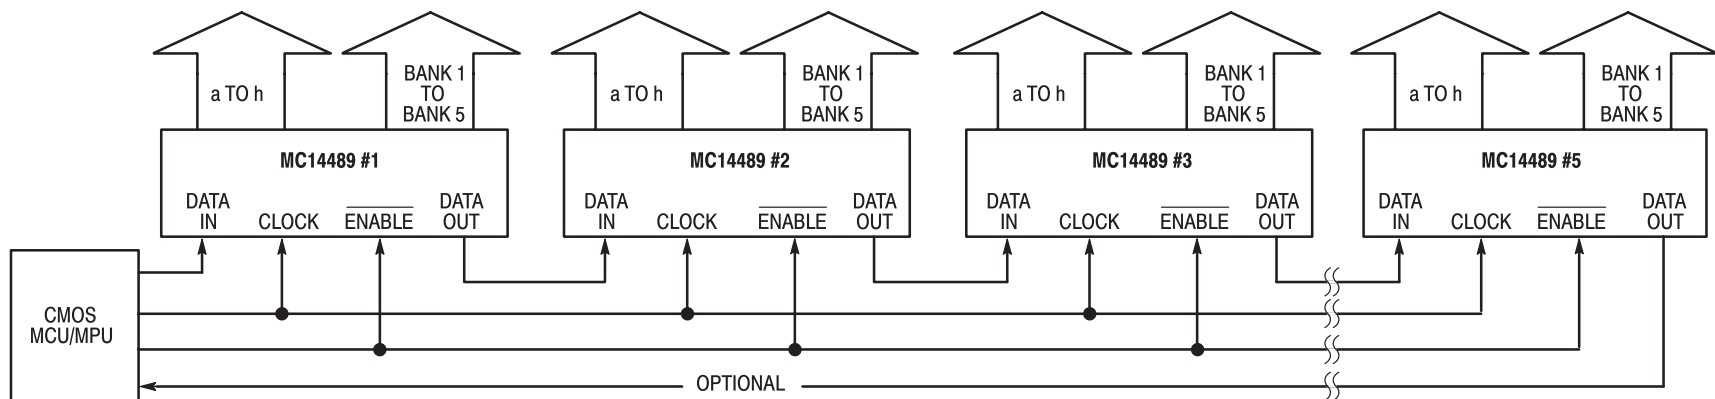 a TO h
BANK 1
TO
BANK 5
a TO h
BANK 1
TO
BANK 5
a TO h
BANK 1
TO
BANK 5
a TO h
BANK 1
TO
BANK 5
MC14489 #1
DATA
IN
CLOCK
ENABLE
DATA
OUT
MC14489 #2
DATA
IN
CLOCK
ENABLE
DATA
OUT
MC14489 #3
DATA
IN
CLOCK
ENABLE
DATA
OUT
MC14489 #5
DATA
IN
CLOCK
ENABLE
DATA
OUT
CMOS
MCU/MPU
OPTIONAL